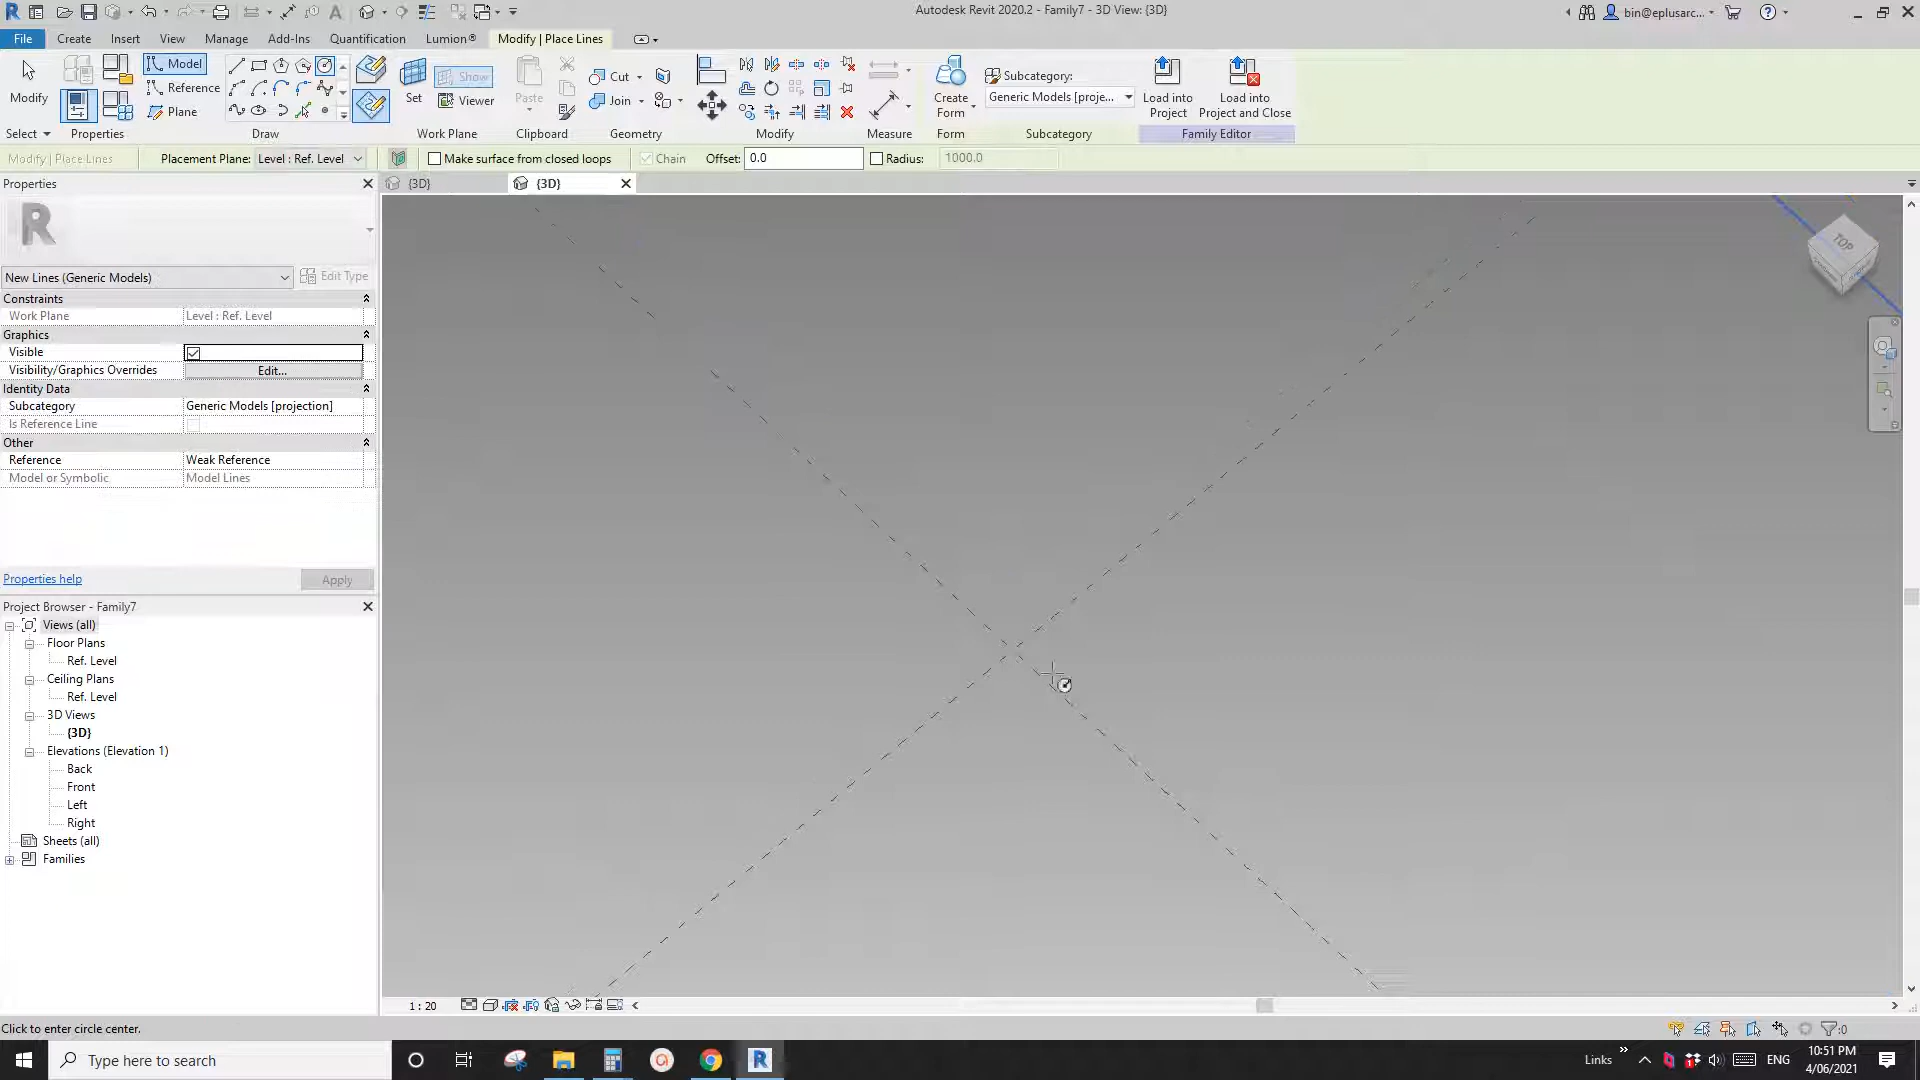 Autodesk Revit 2020.2 - Family7 - 3D View: {3D}
bin@eplusarc...
File Create Insert View Manage Add-Ins Quantification Lumion® Modify | Place Lines
Modify
Select
Properties
Model
Reference
Plane
Draw
Set
Show
Viewer
Work Plane
Paste
Clipboard
Cut
Join
Geometry
Modify
Measure
Create
Form
Form
Subcategory:
Generic Models [proje...
Subcategory
Load into
Project
Load into
Project and Close
Family Editor
Modify | Place Lines Placement Plane: Level : Ref. Level Make surface from closed loops Chain Offset: 0.0 Radius: 1000.0
Properties
{3D} {3D}
TOP
New Lines (Generic Models) Edit Type
Constraints
Work Plane Level : Ref. Level
Graphics
Visible
Visibility/Graphics Overrides Edit...
Identity Data
Subcategory Generic Models [projection]
Is Reference Line
Other
Reference Weak Reference
Model or Symbolic Model Lines
Properties help Apply
Project Browser - Family7
Views (all)
Floor Plans
Ref. Level
Ceiling Plans
Ref. Level
3D Views
{3D}
Elevations (Elevation 1)
Back
Front
Left
Right
Sheets (all)
Families
1 : 20
Click to enter circle center.
:0
Type here to search
Links
ENG
10:51 PM
4/06/2021